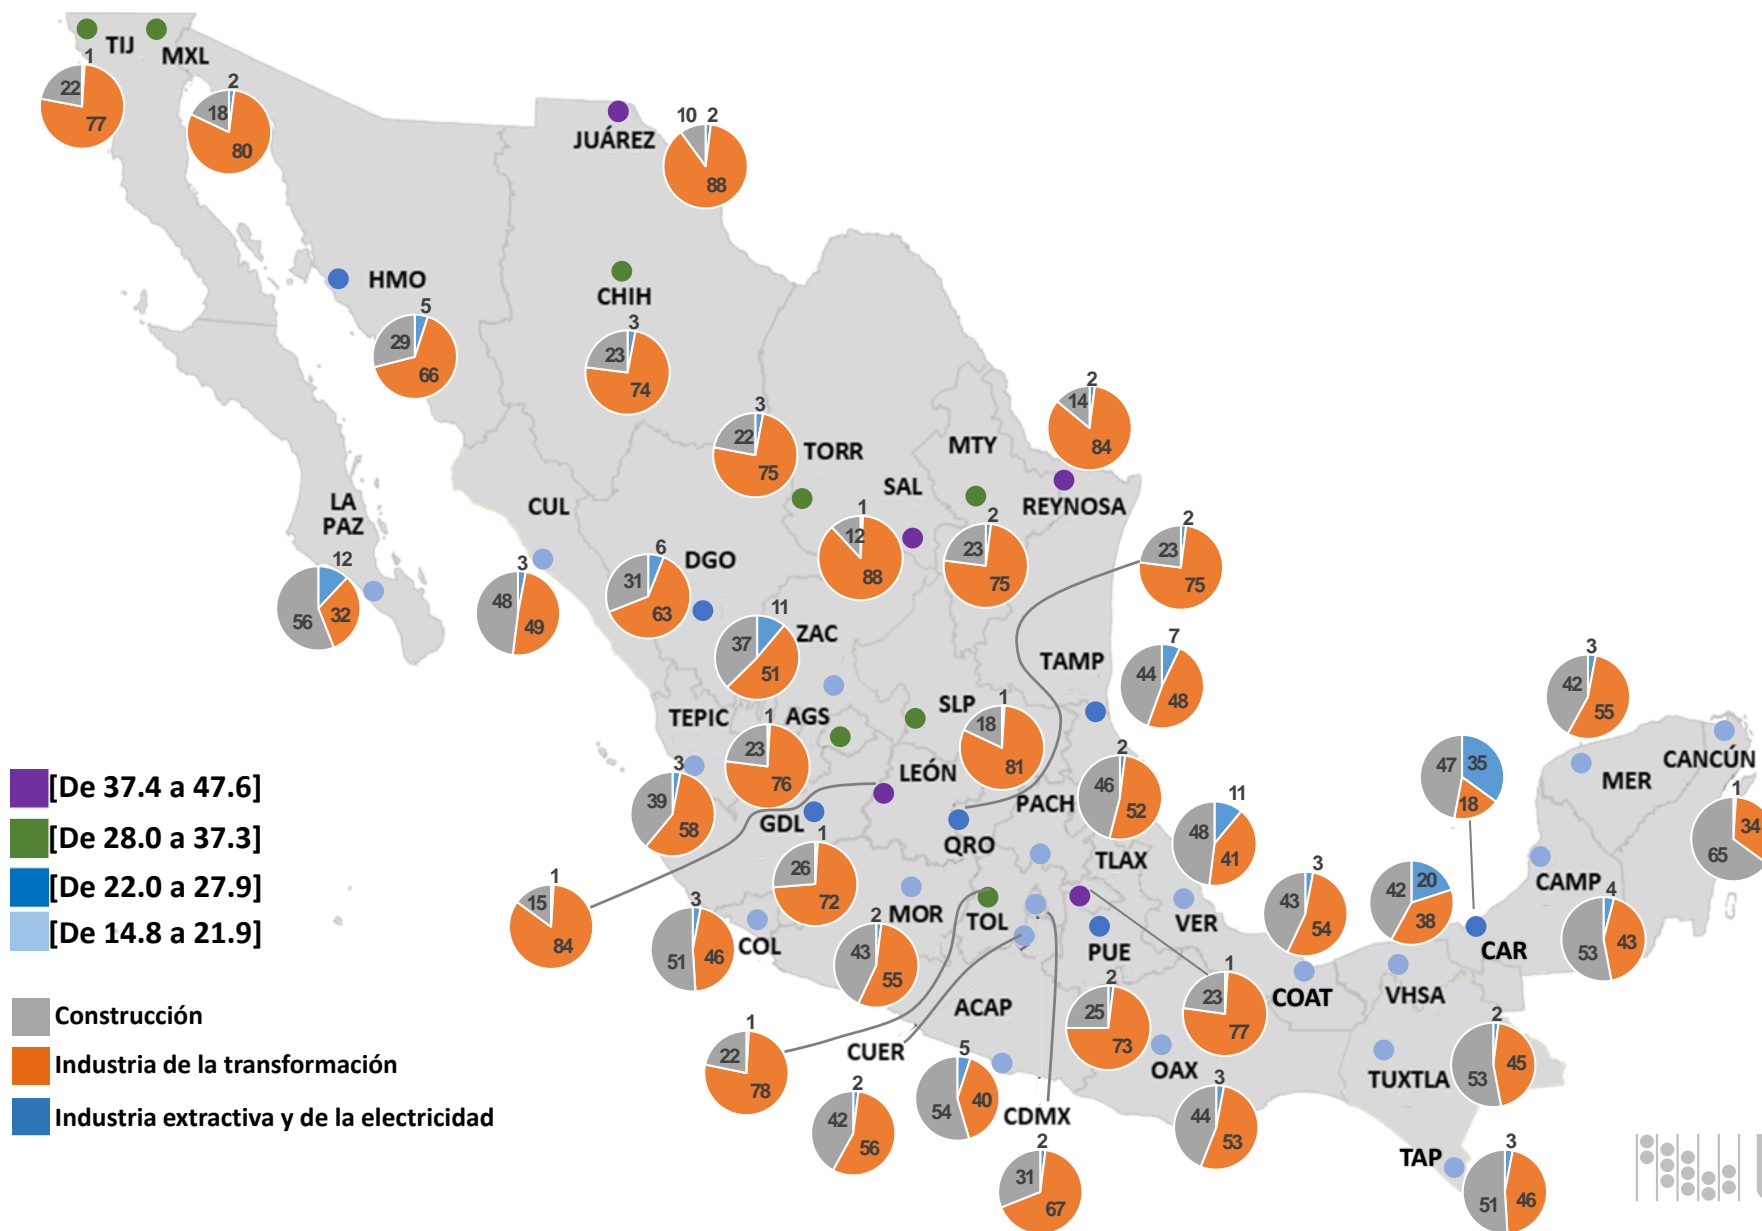 TIJ
MXL
1
22
77
2
18
80
JUÁREZ
10
2
88
HMO
5
29
66
CHIH
3
23
74
2
14
84
3
22
75
TORR
MTY
SAL
REYNOSA
LA
PAZ
12
56
32
CUL
3
48
49
DGO
6
31
63
1
12
88
2
23
75
2
23
75
11
ZAC
37
51
TAMP
7
44
48
3
42
55
TEPIC
AGS
1
23
76
SLP
1
18
81
CANCÚN
MER
1
34
65
[De 37.4 a 47.6]
[De 28.0 a 37.3]
[De 22.0 a 27.9]
[De 14.8 a 21.9]
3
39
58
LEÓN
GDL
PACH
2
46
52
47
35
18
QRO
TLAX
11
48
41
1
26
72
1
15
84
3
51
46
COL
MOR
2
43
55
TOL
PUE
VER
3
43
54
42
20
38
CAR
CAMP
4
53
43
Construcción
Industria de la transformación
Industria extractiva y de la electricidad
ACAP
COAT
VHSA
2
25
73
1
23
77
1
22
78
CUER
2
42
56
5
54
40
CDMX
2
31
67
OAX
3
44
53
TUXTLA
2
53
45
TAP
3
51
46